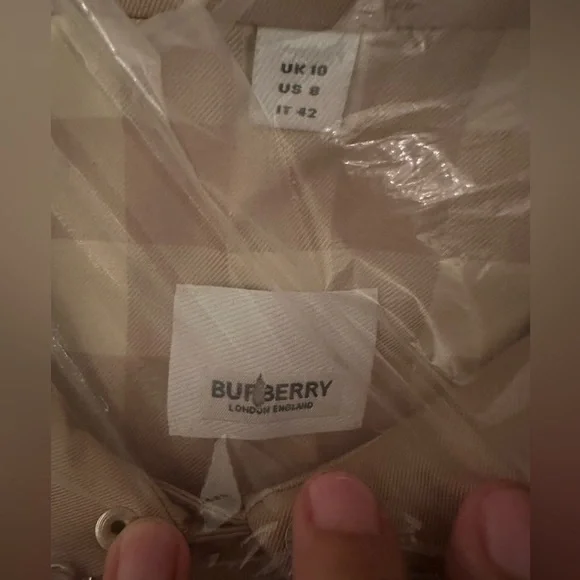 UK 10
US 8
IT 42
BURBERRY
LONDON ENGLAND